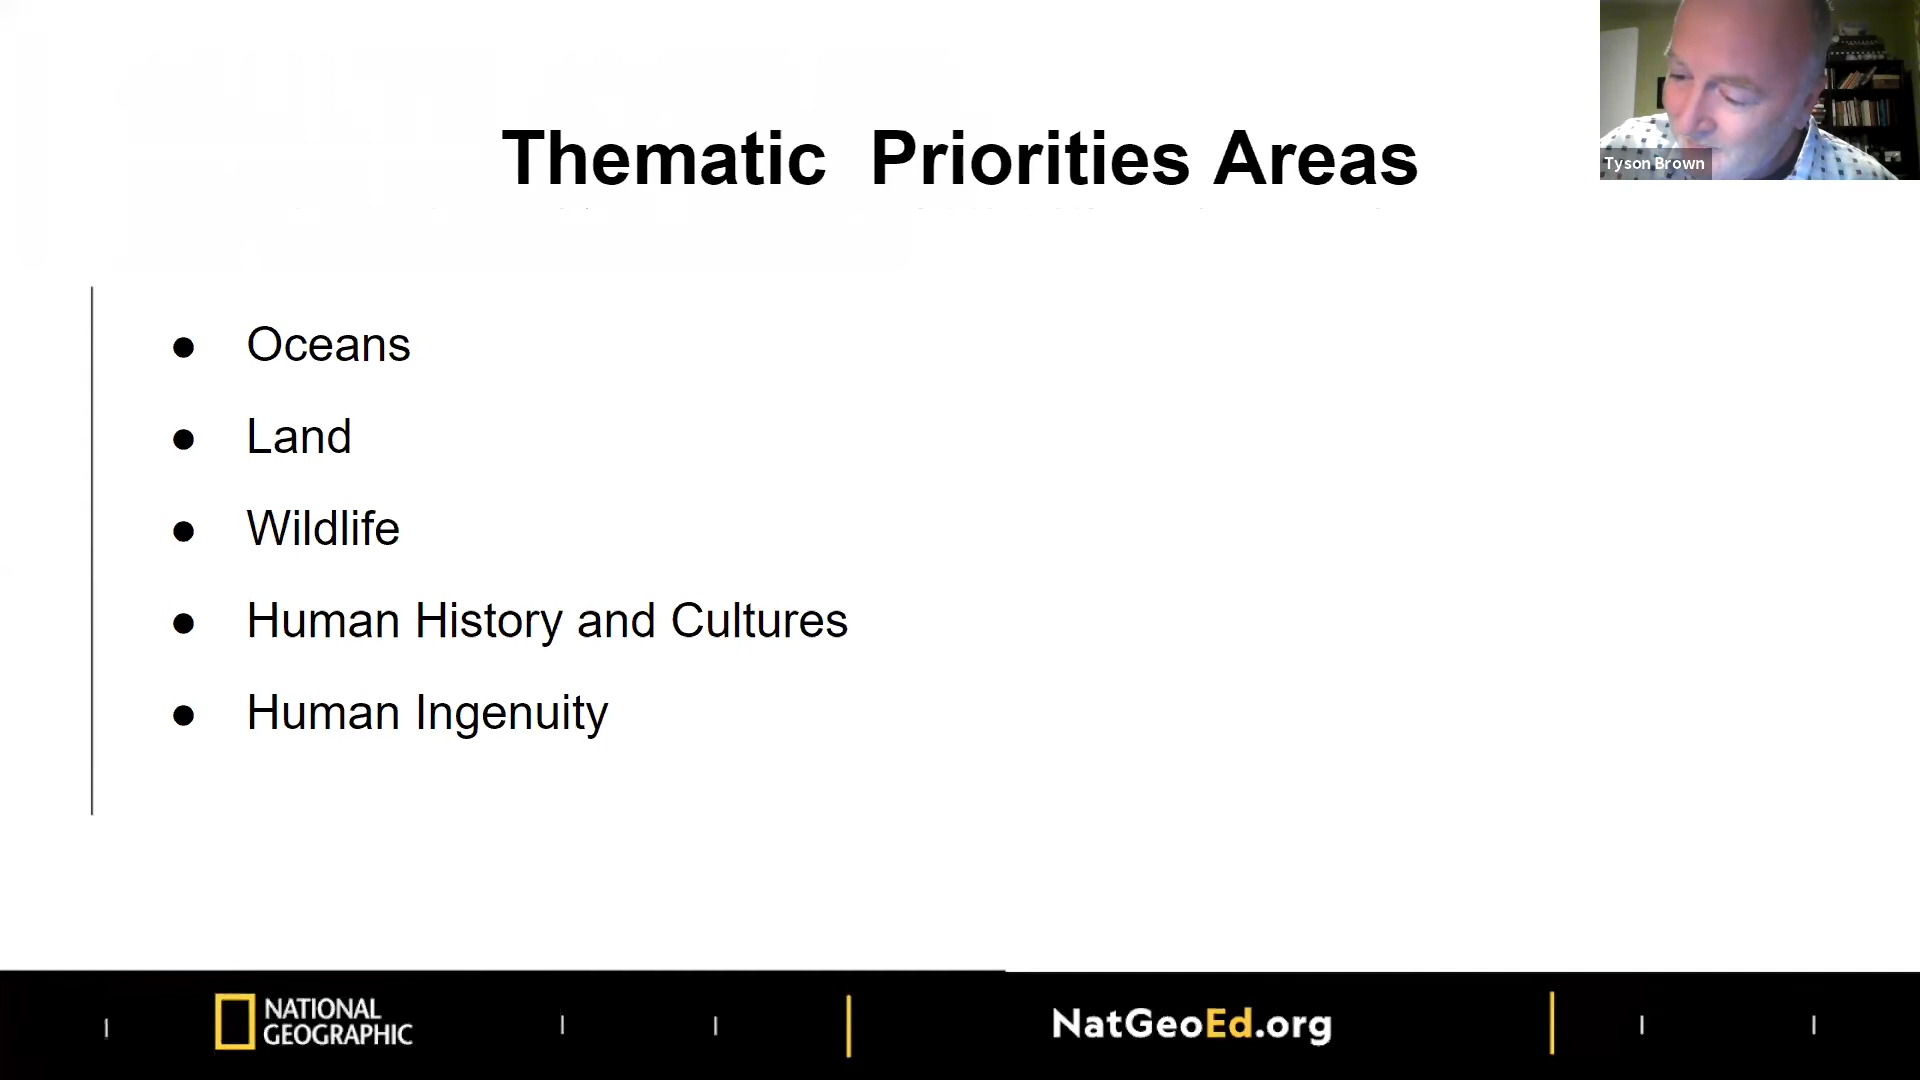 Thematic  Priorities Areas
Tyson Brown
● Oceans
● Land
● Wildlife
● Human History and Cultures
● Human Ingenuity
NATIONAL
GEOGRAPHIC
NatGeoEd.org